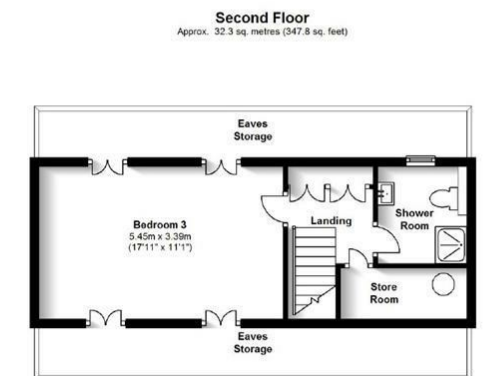 Second Floor
Approx. 32.3 sq. metres (347.8 sq. feet)
Eaves
Storage
Bedroom 3
5.45m x 3.39m
(17'11" x 11'1")
Landing
Shower
Room
Store
Room
Eaves
Storage